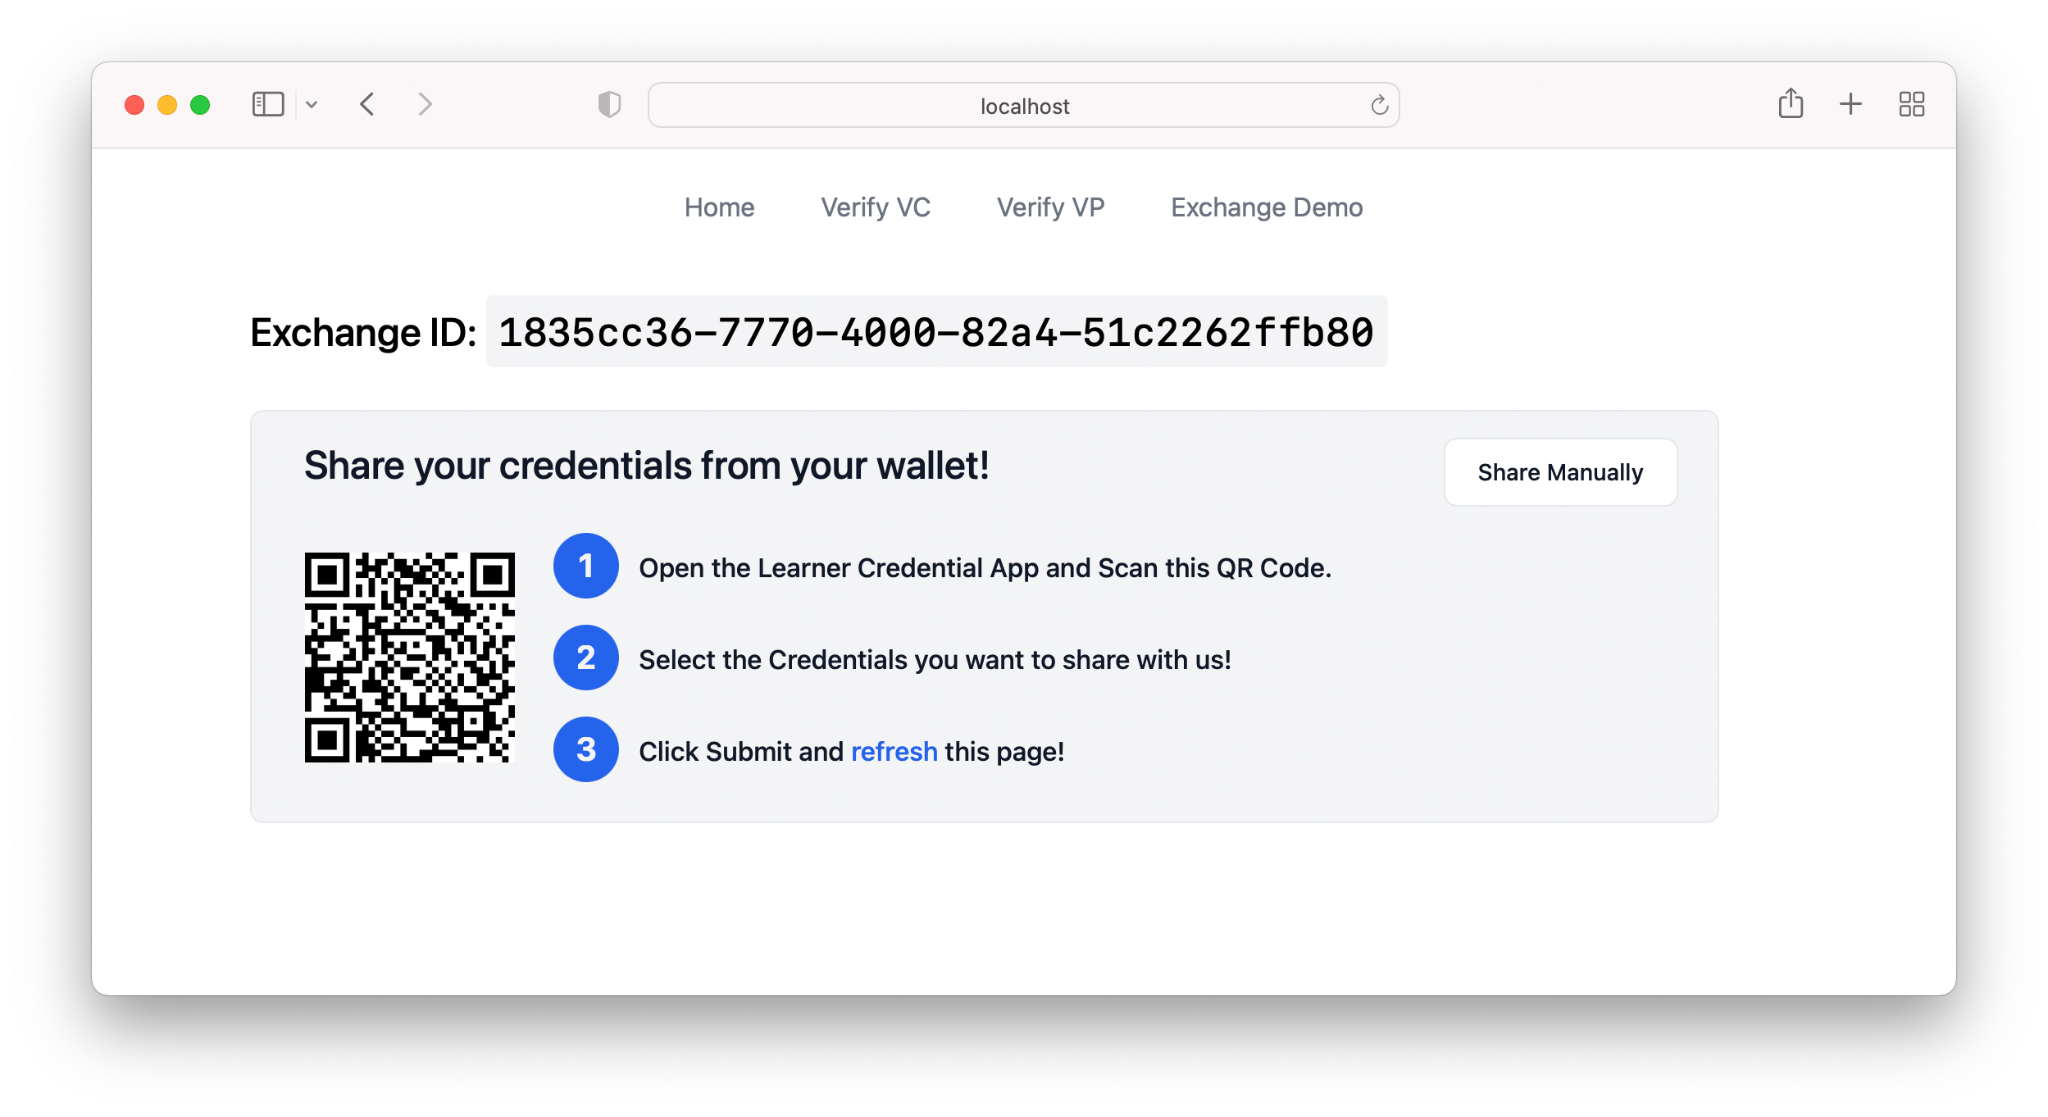 localhost
Home Verify VC Verify VP Exchange Demo
Exchange ID: 1835cc36-7770-4000-82a4-51c2262ffb80
Share your credentials from your wallet!
Share Manually
1 Open the Learner Credential App and Scan this QR Code.
2 Select the Credentials you want to share with us!
3 Click Submit and refresh this page!